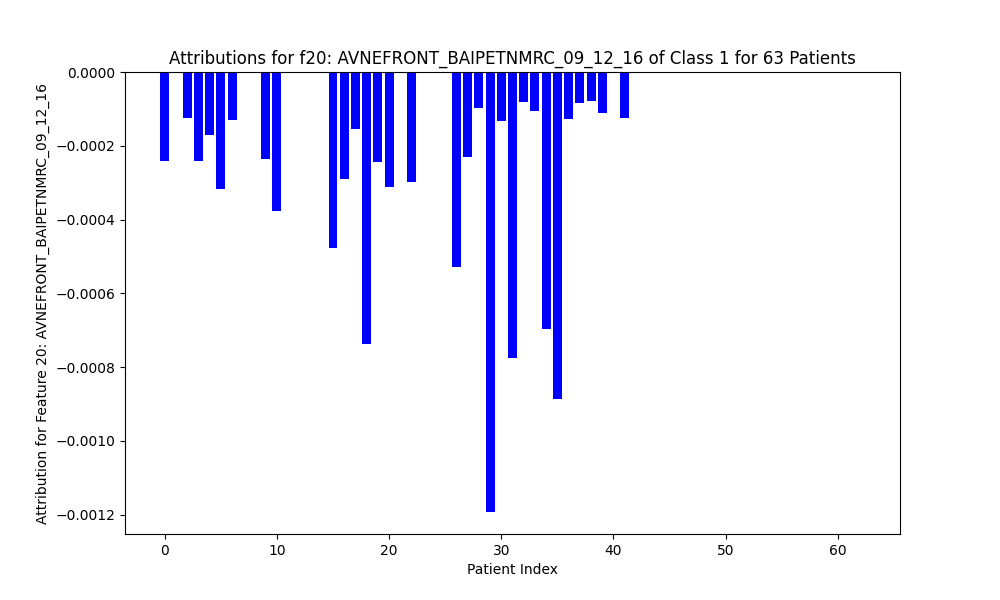 Attributions for f20: AVNEFRONT_BAIPETNMRC_09_12_16 of Class 1 for 63 Patients
Attribution for Feature 20: AVNEFRONT_BAIPETNMRC_09_12_16
0.0000
−0.0002
−0.0004
−0.0006
−0.0008
−0.0010
−0.0012
0 10 20 30 40 50 60
Patient Index